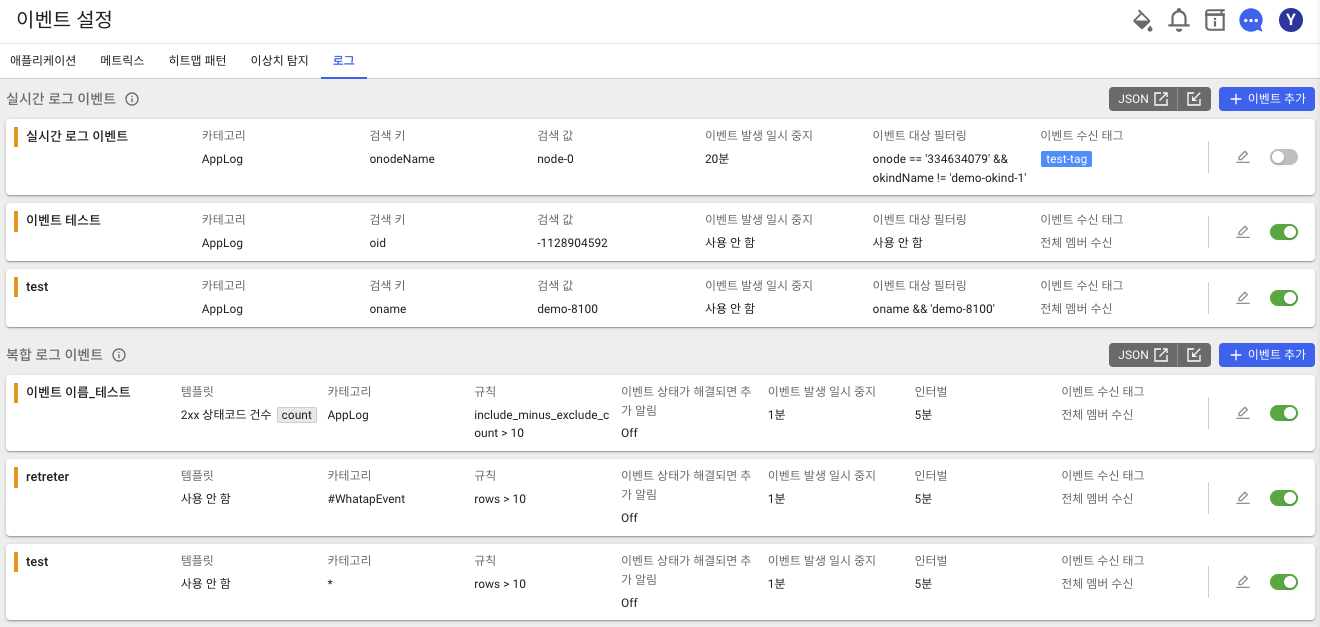 이벤트 설정
Y
애플리케이션 메트릭스 히트맵 패턴 이상치 탐지 로그
실시간 로그 이벤트
JSON
이벤트 추가
실시간 로그 이벤트 카테고리 검색 키 검색 값 이벤트 발생 일시 중지 이벤트 대상 필터링 이벤트 수신 태그
AppLog onodeName node-0 20분 onode == '334634079' && test-tag
okindName != 'demo-okind-1'
이벤트 테스트 카테고리 검색 키 검색 값 이벤트 발생 일시 중지 이벤트 대상 필터링 이벤트 수신 태그
AppLog oid -1128904592 사용 안 함 사용 안 함 전체 멤버 수신
test 카테고리 검색 키 검색 값 이벤트 발생 일시 중지 이벤트 대상 필터링 이벤트 수신 태그
AppLog oname demo-8100 사용 안 함 oname && 'demo-8100' 전체 멤버 수신
복합 로그 이벤트
JSON
이벤트 추가
이벤트 이름_테스트 템플릿 카테고리 규칙 이벤트 상태가 해결되면 추 이벤트 발생 일시 중지 인터벌 이벤트 수신 태그
가 알림
2xx 상태코드 건수 count AppLog include_minus_exclude_c 1분 5분 전체 멤버 수신
ount > 10 Off
retreter 템플릿 카테고리 규칙 이벤트 상태가 해결되면 추 이벤트 발생 일시 중지 인터벌 이벤트 수신 태그
가 알림
사용 안 함 #WhatapEvent rows > 10 1분 5분 전체 멤버 수신
Off
test 템플릿 카테고리 규칙 이벤트 상태가 해결되면 추 이벤트 발생 일시 중지 인터벌 이벤트 수신 태그
가 알림
사용 안 함 * rows > 10 1분 5분 전체 멤버 수신
Off